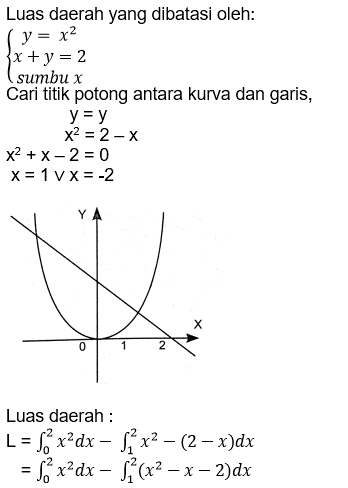 Luas daerah yang dibatasi oleh:
y = x²
x + y = 2
sumbu x
Cari titik potong antara kurva dan garis,
y = y
x² = 2 – x
x² + x – 2 = 0
x = 1 v x = -2
Y
X
0 1 2
Luas daerah :
L = ∫₀² x²dx − ∫₁² x² − (2 − x)dx
= ∫₀² x²dx − ∫₁² (x² − x − 2)dx